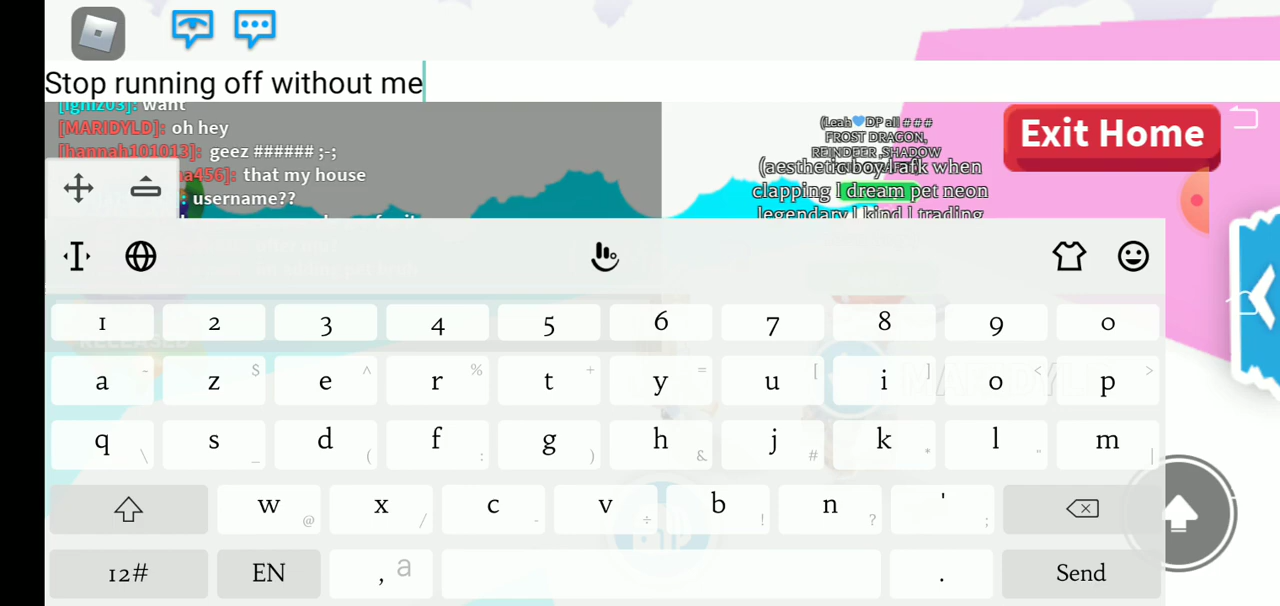 Stop running off without me
want
[MARIDYLD]: oh hey
[hannah101013]: geez ###### ;-;
a456]: that my house
: username??
(Leah💙DP all # # #
FROST DRAGON,
REINDEER ,SHADOW
(aesthetic boy l afk when
clapping l dream pet neon
legendary l kind l trading
Exit Home
1 2 3 4 5 6 7 8 9 0
a - z $ e ^ r % t + y = u [ i ] o < p >
q \ s _ d ( f : g ) h & j # k * l " m |
w @ x / c - v ÷ b ! n ? ' ;
12# EN , a . Send